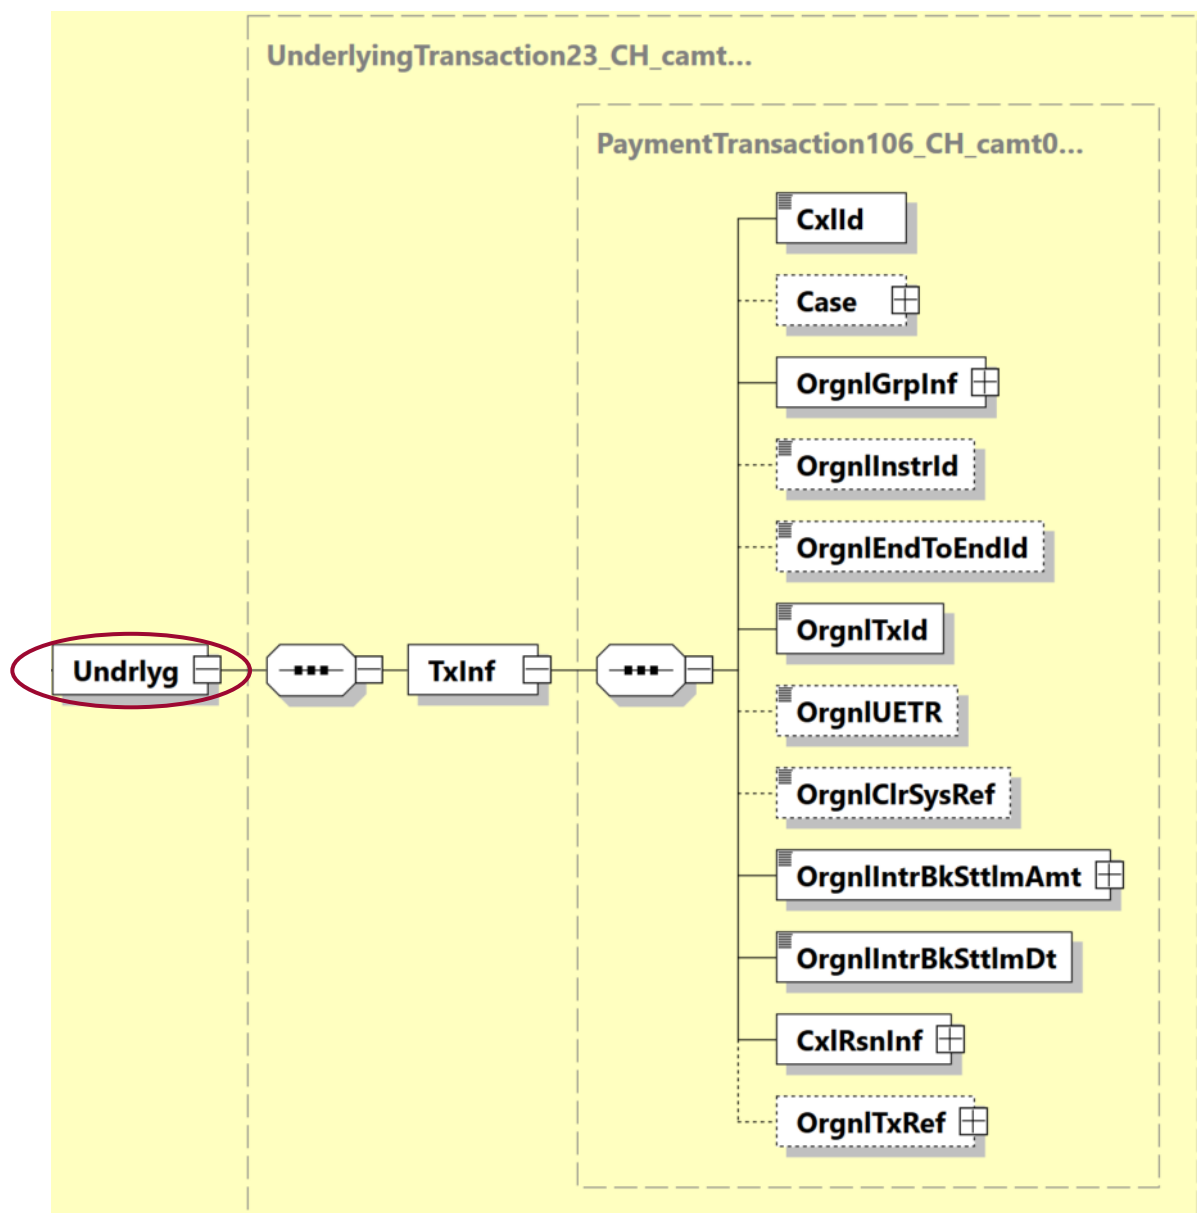 UnderlyingTransaction23_CH_camt...
PaymentTransaction106_CH_camt0...
CxlId
Case
OrgnlGrpInf
OrgnlInstrId
OrgnlEndToEndId
OrgnlTxId
Undrlyg
TxInf
OrgnlUETR
OrgnlClrSysRef
OrgnlIntrBkSttlmAmt
OrgnlIntrBkSttlmDt
CxlRsnInf
OrgnlTxRef